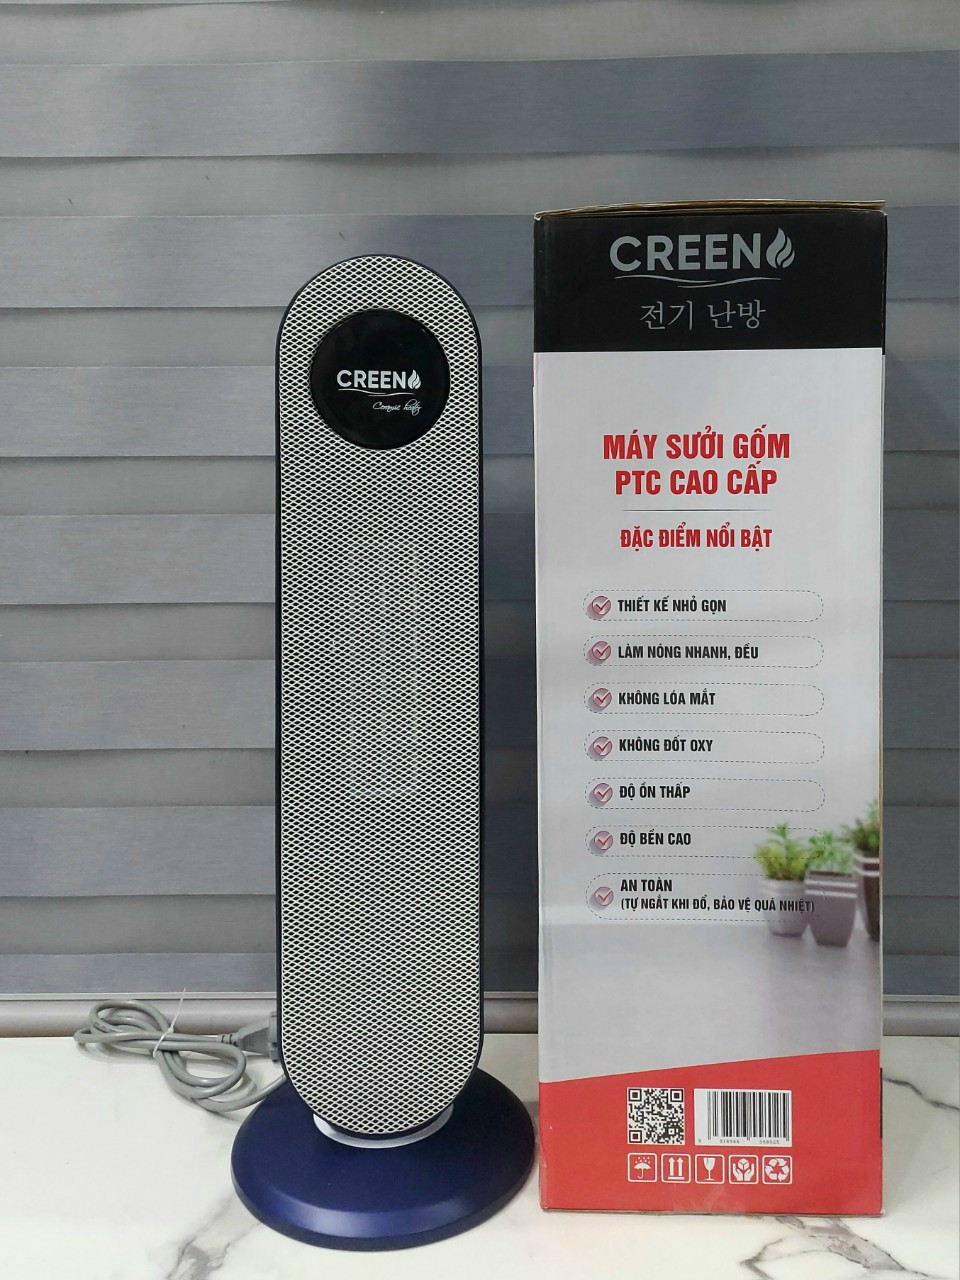 CREEN
Ceramic heater
CREEN
전기 난방
MÁY SƯỞI GỐM
PTC CAO CẤP
ĐẶC ĐIỂM NỔI BẬT
THIẾT KẾ NHỎ GỌN
LÀM NÓNG NHANH, ĐỀU
KHÔNG LÓA MẮT
KHÔNG ĐỐT OXY
ĐỘ ỒN THẤP
ĐỘ BỀN CAO
AN TOÀN
(TỰ NGẮT KHI ĐỔ, BẢO VỆ QUÁ NHIỆT)